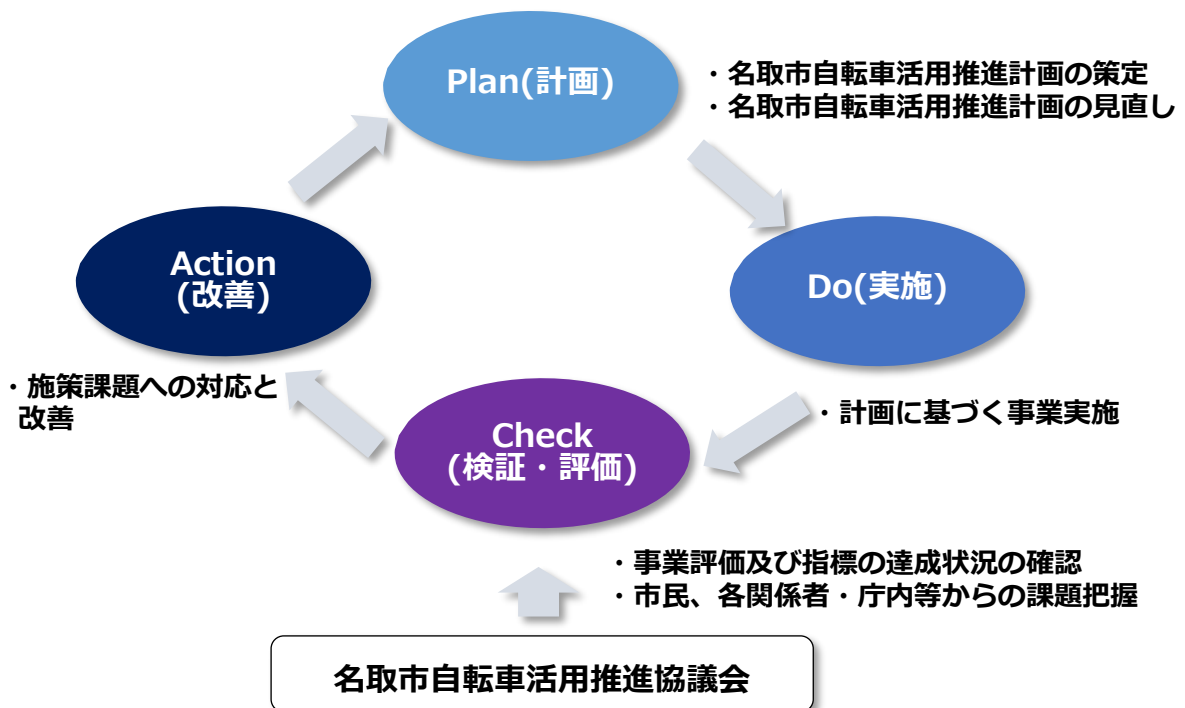 Plan(計画)
・名取市自転車活用推進計画の策定
・名取市自転車活用推進計画の見直し
Action
(改善)
Do(実施)
・施策課題への対応と
改善
・計画に基づく事業実施
Check
(検証・評価)
・事業評価及び指標の達成状況の確認
・市民、各関係者・庁内等からの課題把握
名取市自転車活用推進協議会